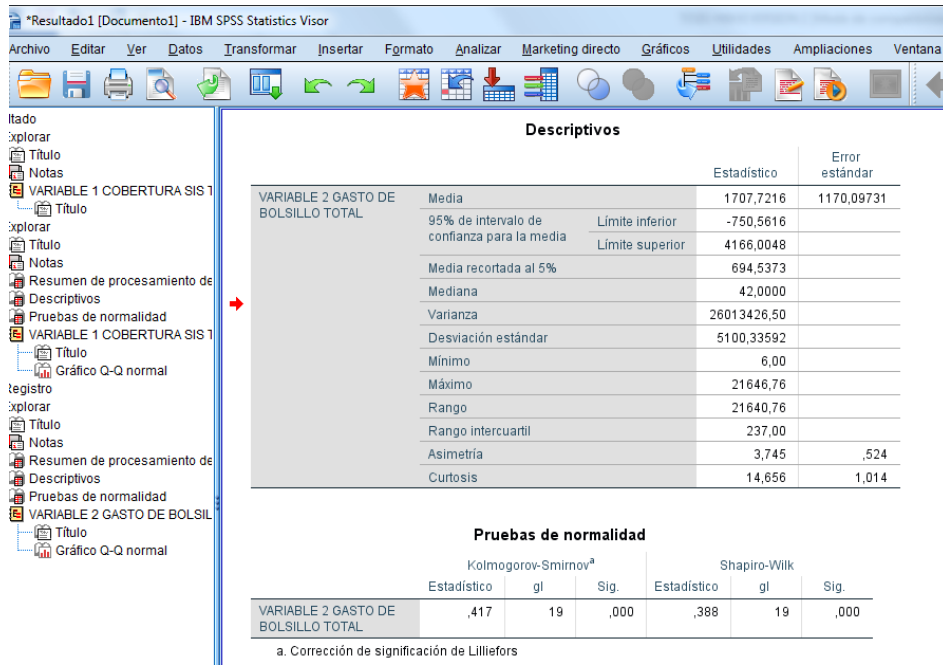 *Resultado1 [Documento1] - IBM SPSS Statistics Visor
Archivo Editar Ver Datos Transformar Insertar Formato Analizar Marketing directo Gráficos Utilidades Ampliaciones Ventana
ltado
Explorar
Título
Notas
VARIABLE 1 COBERTURA SIS T
Título
Explorar
Título
Notas
Resumen de procesamiento de
Descriptivos
Pruebas de normalidad
VARIABLE 1 COBERTURA SIS T
Título
Gráfico Q-Q normal
Registro
Explorar
Título
Notas
Resumen de procesamiento de
Descriptivos
Pruebas de normalidad
VARIABLE 2 GASTO DE BOLSIL
Título
Gráfico Q-Q normal
Descriptivos
Estadístico Error estándar
VARIABLE 2 GASTO DE BOLSILLO TOTAL Media 1707,7216 1170,09731
95% de intervalo de confianza para la media Límite inferior -750,5616
Límite superior 4166,0048
Media recortada al 5% 694,5373
Mediana 42,0000
Varianza 26013426,50
Desviación estándar 5100,33592
Mínimo 6,00
Máximo 21646,76
Rango 21640,76
Rango intercuartil 237,00
Asimetría 3,745 ,524
Curtosis 14,656 1,014
Pruebas de normalidad
Kolmogorov-Smirnov^a Shapiro-Wilk
Estadístico gl Sig. Estadístico gl Sig.
VARIABLE 2 GASTO DE BOLSILLO TOTAL ,417 19 ,000 ,388 19 ,000
a. Corrección de significación de Lilliefors